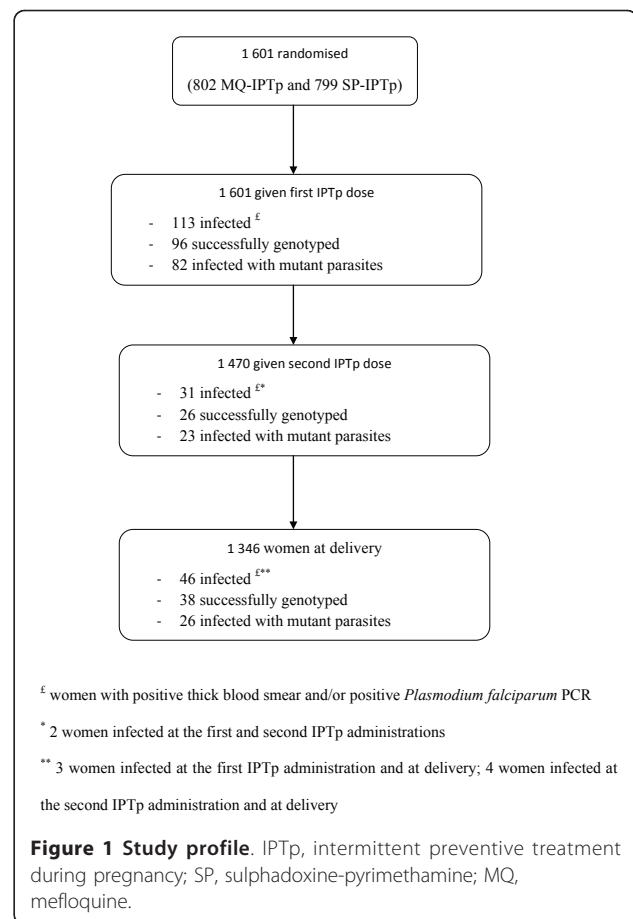 1 601 randomised
(802 MQ-IPTp and 799 SP-IPTp)
1 601 given first IPTp dose
- 113 infected £
- 96 successfully genotyped
- 82 infected with mutant parasites
1 470 given second IPTp dose
- 31 infected £*
- 26 successfully genotyped
- 23 infected with mutant parasites
1 346 women at delivery
- 46 infected £**
- 38 successfully genotyped
- 26 infected with mutant parasites
£ women with positive thick blood smear and/or positive Plasmodium falciparum PCR
* 2 women infected at the first and second IPTp administrations
** 3 women infected at the first IPTp administration and at delivery; 4 women infected at
the second IPTp administration and at delivery
Figure 1 Study profile. IPTp, intermittent preventive treatment
during pregnancy; SP, sulphadoxine-pyrimethamine; MQ,
mefloquine.